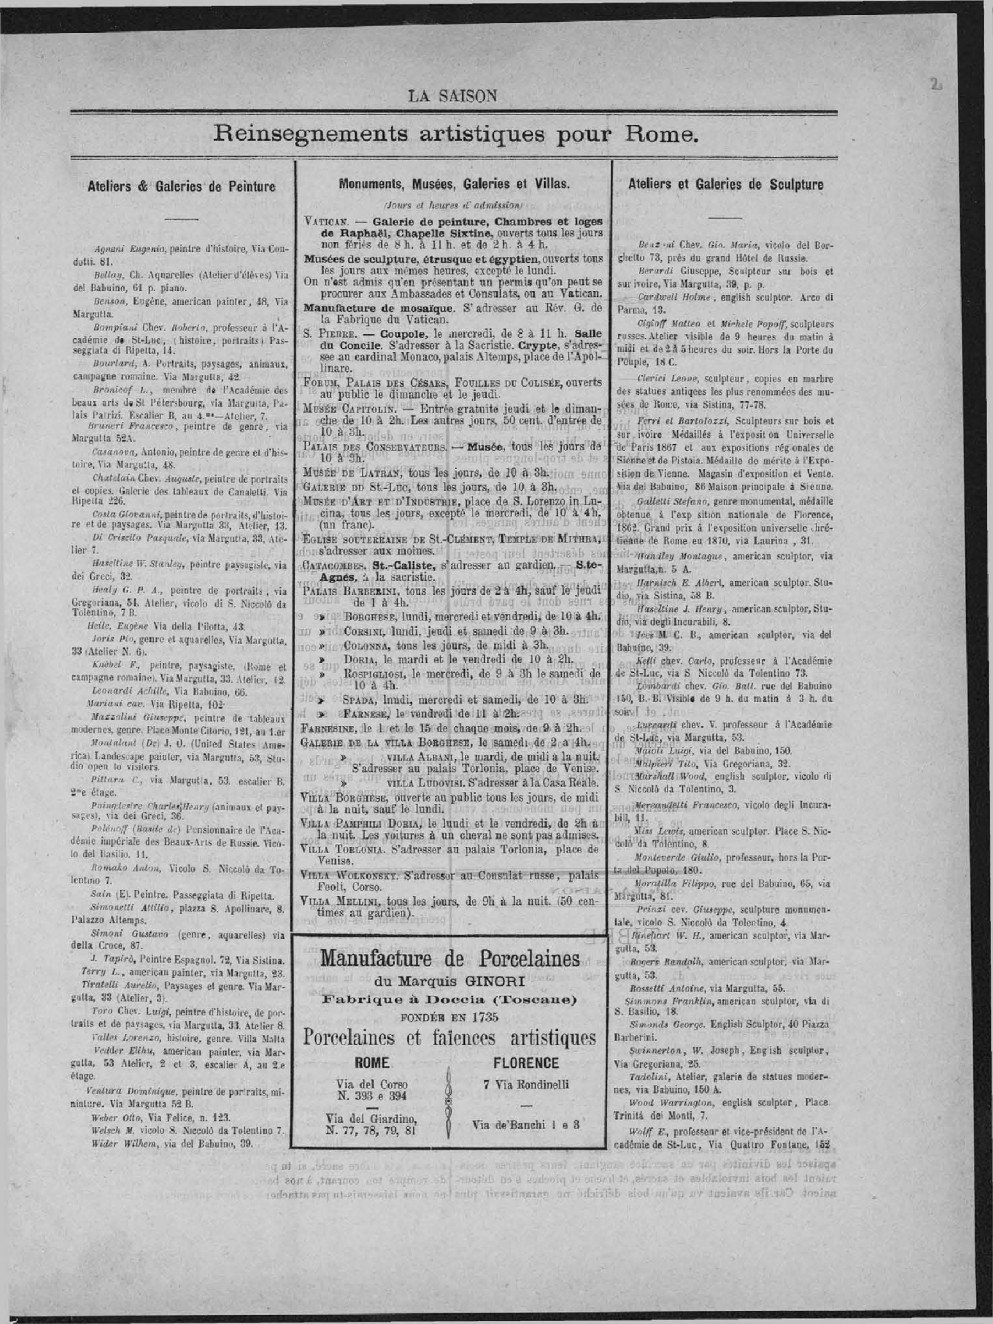 2
LA SAISON
Reinsegnements artistiques pour Rome.
Ateliers & Galeries de Peinture
Agnani Eugenio, peintre d'histoire, Via Con-
dotti. 81.
Bellay, Ch. Aquarelles (Atelier d'élèves) Via
del Babuino, 61 p. piano.
Benson, Eugène, american painter, 48, Via
Margutta.
Bompiani Chev. Roberto, professeur à l'A-
cadémie de St-Luc, (histoire, portraits) Pas-
seggiata di Ripetta, 14.
Bourlard, A. Portraits, paysages, animaux,
campagne romaine. Via Margutta, 42.
Bronicof L., membre de l'Académie des
beaux arts de St Pétersbourg, via Margutta, Pa-
lais Patrizi. Escalier B, au 4.me—Atelier, 7.
Bruneri Francesco, peintre de genre, via
Margutta 52A.
Casanova, Antonio, peintre de genre et d'his-
toire, Via Margutta, 48.
Chatelain Chev. Auguste, peintre de portraits
et copies. Galerie des tableaux de Canaletti. Via
Ripetta 226.
Costa Giovanni, peintre de portraits, d'histoi-
re et de paysages. Via Margutta 33, Atelier, 13.
Di Criscito Pasquale, via Margutta, 33, Ate-
lier 7.
Haseltine W. Stanley, peintre paysagiste, via
dei Greci, 32.
Healy G. P. A., peintre de portraits, via
Gregoriana, 54. Atelier, vicolo di S. Niccolò da
Tolentino, 7 B.
Helle, Eugène Via della Pilotta, 43.
Joris Pio, genre et aquarelles, Via Margutta,
33 (Atelier N. 6).
Knebel F., peintre, paysagiste, (Rome et
campagne romaine). Via Margutta, 33. Atelier, 12.
Leonardi Achille, Via Babuino, 66.
Mariani cav. Via Ripetta, 102
Mazzolini Giuseppe, peintre de tableaux
modernes, genre. Place Monte Citorio, 121, au 1.er
Montalant (De) J. O. (United States Ame-
rica) Landscape painter, via Margutta, 53, Stu-
dio open to visitors.
Pittara C., via Margutta, 53. escalier B.
2me étage.
Poingdestre Charles Henry (animaux et pay-
sages), via dei Greci, 36.
Polénoff (Basile de) Pensionnaire de l'Aca-
démie impériale des Beaux-Arts de Russie. Vico-
lo del Basilio. 11.
Romako Anton, Vicolo S. Niccolò da To-
lentino 7.
Sain (E). Peintre. Passeggiata di Ripetta.
Simonetti Attilio, piazza S. Apollinare, 8.
Palazzo Altemps.
Simoni Gustavo (genre, aquarelles) via
della Croce, 87.
J. Tapirò, Peintre Espagnol. 72, Via Sistina.
Terry L., american painter, via Margutta, 23.
Tiratelli Aurelio, Paysages et genre. Via Mar-
gutta, 33 (Atelier, 3).
Toro Chev. Luigi, peintre d'histoire, de por-
traits et de paysages, via Margutta, 33. Atelier 8.
Valles Lorenzo, histoire, genre. Villa Malta
Vedder Elihu, american painter, via Mar-
gutta, 53 Atelier, 2 et 3, escalier A, au 2.e
étage.
Ventura Dominique, peintre de portraits, mi-
niature. Via Margutta 52 B.
Weber Otto, Via Felice, n. 123.
Welsch M. vicolo S. Niccolò da Tolentino 7.
Wider Wilhem, via del Babuino, 39.
Monuments, Musées, Galeries et Villas.
(Jours et heures d'admission)
VATICAN. — Galerie de peinture, Chambres et loges
de Raphaël, Chapelle Sixtine, ouverts tous les jours
non fériés de 8 h. à 11 h. et de 2 h. à 4 h.
Musées de sculpture, étrusque et égyptien, ouverts tous
les jours aux mêmes heures, excepté le lundi.
On n'est admis qu'en présentant un permis qu'on peut se
procurer aux Ambassades et Consulats, ou au Vatican.
Manufacture de mosaïque. S'adresser au Rév. G. de
la Fabrique du Vatican.
S. PIERRE. — Coupole, le mercredi, de 8 à 11 h. Salle
du Concile. S'adresser à la Sacristie. Crypte, s'adres-
see au cardinal Monaco, palais Altemps, place de l'Apol-
linare.
FORUM, PALAIS DES CÉSARS, FOUILLES DU COLISÉE, ouverts
au public le dimanche et le jeudi.
MUSÉE CAPITOLIN. — Entrée gratuite jeudi et le diman-
che de 10 à 2h. Les autres jours, 50 cent. d'entrée de
10 à 3h.
PALAIS DES CONSERVATEURS. — Musée, tous les jours de
10 à 3h.
MUSÉE DE LATRAN, tous les jours, de 10 à 3h.
GALERIE DU ST.-LUC, tous les jours, de 10 à 3h.
MUSÉE D'ART ET D'INDUSTRIE, place de S. Lorenzo in Lu-
cina, tous les jours, excepté le mercredi, de 10 à 4h.
(un franc).
ÉGLISE SOUTERRAINE DE ST.-CLÉMENT, TEMPLE DE MITHRA,
s'adresser aux moines.
CATACOMBES. St.-Caliste, s'adresser au gardien. — S.te-
Agnés, à la sacristie.
PALAIS BARBERINI, tous les jours de 2 à 4h, sauf le jeudi
de 1 à 4h.
» BORGHESE, lundi, mercredi et vendredi, de 10 à 4h.
» CORSINI, lundi, jeudi et samedi de 9 à 3h.
» COLONNA, tous les jours, de midi à 3h.
» DORIA, le mardi et le vendredi de 10 à 2h.
» ROSPIGLIOSI, le mercredi, de 9 à 3h le samedi de
10 à 4h.
» SPADA, lundi, mercredi et samedi, de 10 à 3h.
» FARNESE, le vendredi de 11 à 2h.
FARNESINE, le 1 et le 15 de chaque mois, de 9 à 2h.
GALERIE DE LA VILLA BORGHESE, le samedi de 2 a 4h.
» VILLA ALBANI, le mardi, de midi à la nuit.
S'adresser au palais Torlonia, place de Venise.
» VILLA LUDOVISI. S'adresser à la Casa Reale.
VILLA BORGHESE, ouverte au public tous les jours, de midi
à la nuit, sauf le lundi.
VILLA PAMPHILI DORIA, le lundi et le vendredi, de 2h à
la nuit. Les voitures à un cheval ne sont pas admises.
VILLA TORLONIA. S'adresser au palais Torlonia, place de
Venise.
VILLA WOLKONSKY. S'adresser au Consulat russe, palais
Feoli, Corso.
VILLA MELLINI, tous les jours, de 9h à la nuit. (50 cen-
times au gardien).
Manufacture de Porcelaines
du Marquis GINORI
Fabrique à Doccia (Toscane)
FONDÉE EN 1735
Porcelaines et faïences artistiques
ROME
Via del Corso
N. 393 e 394
Via del Giardino,
N. 77, 78, 79, 81
FLORENCE
7 Via Rondinelli
Via de'Banchi 1 e 3
Ateliers et Galeries de Sculpture
Benzoni Chev. Gio. Maria, vicolo del Bor-
ghetto 73, près du grand Hôtel de Russie.
Berardi Giuseppe, Sculpteur sur bois et
sur ivoire, Via Margutta, 39, p. p.
Cardwell Holme, english sculptor. Arco di
Parma, 13.
Cigioff Matteo et Michele Popoff, sculpteurs
russes. Atelier visible de 9 heures du matin à
midi et de 2 à 5 heures du soir. Hors la Porte du
Peuple, 18 C.
Clerici Leone, sculpteur, copies en marbre
des statues antiqees les plus renommées des mu-
sées de Rome, via Sistina, 77-78.
Ferri et Bartolozzi, Sculpteurs sur bois et
sur ivoire Médaillés à l'exposition Universelle
de Paris 1867 et aux expositions régionales de
Sienne et de Pistoia. Médaille de mérite à l'Expo-
sition de Vienne. Magasin d'exposition et Vente.
Via del Babuino, 86 Maison principale à Sienne.
Galletti Stefano, genre monumental, médaille
obtenue à l'exp sition nationale de Florence,
1862. Grand prix à l'exposition universelle chré-
tienne de Rome en 1870, via Laurina, 31.
Handley Montague, american sculptor, via
Margutta, n. 5 A.
Harnisch E. Albert, american sculptor. Stu-
dio, via Sistina, 58 B.
Haseltine J. Henry, american sculptor, Stu-
dio, via degli Incurabili, 8.
Ives M. C. B., american sculptor, via del
Babuino, 39.
Kelli chev. Carlo, professeur à l'Académie
de St-Luc, via S. Niccolò da Tolentino 73.
Lombardi chev. Gio. Batt. rue del Babuino
150, B.-B. Visible de 9 h. du matin à 3 h. du
soir.
Luccardi chev. V. professeur à l'Académie
de St-Luc, via Margutta, 53.
Majoli Luigi, via del Babuino, 150.
Malpieri Tito, Via Gregoriana, 32.
Marshall Wood, english sculptor, vicolo di
S. Niccolò da Tolentino, 3.
Mereandetti Francesco, vicolo degli Incura-
bili, 11.
Miss Lewis, american sculptor. Place S. Nic-
colò da Tolentino, 8.
Monteverde Giulio, professeur, hors la Por-
ta del Popolo, 180.
Moratilla Filippo, rue del Babuino, 65, via
Margutta, 81.
Prinzi cev. Giuseppe, sculpture monumen-
tale, vicolo S. Niccolò da Tolentino, 4.
Rinehart W. H., american sculptor, via Mar-
gutta, 53.
Rogers Randolh, american sculptor, via Mar-
gutta, 53.
Rossetti Antoine, via Margutta, 55.
Simmons Franklin, american sculptor, via di
S. Basilio, 18.
Simonds George. English Sculptor, 40 Piazza
Barberini.
Swinnerton, W. Joseph, English sculptor,
Via Gregoriana, 25.
Tadolini, Atelier, galerie de statues moder-
nes, via Babuino, 150 A.
Wood Warrington, english sculptor, Place
Trinità dei Monti, 7.
Wolff E, professeur et vice-président de l'A-
cadémie de St-Luc, Via Quattro Fontane, 152